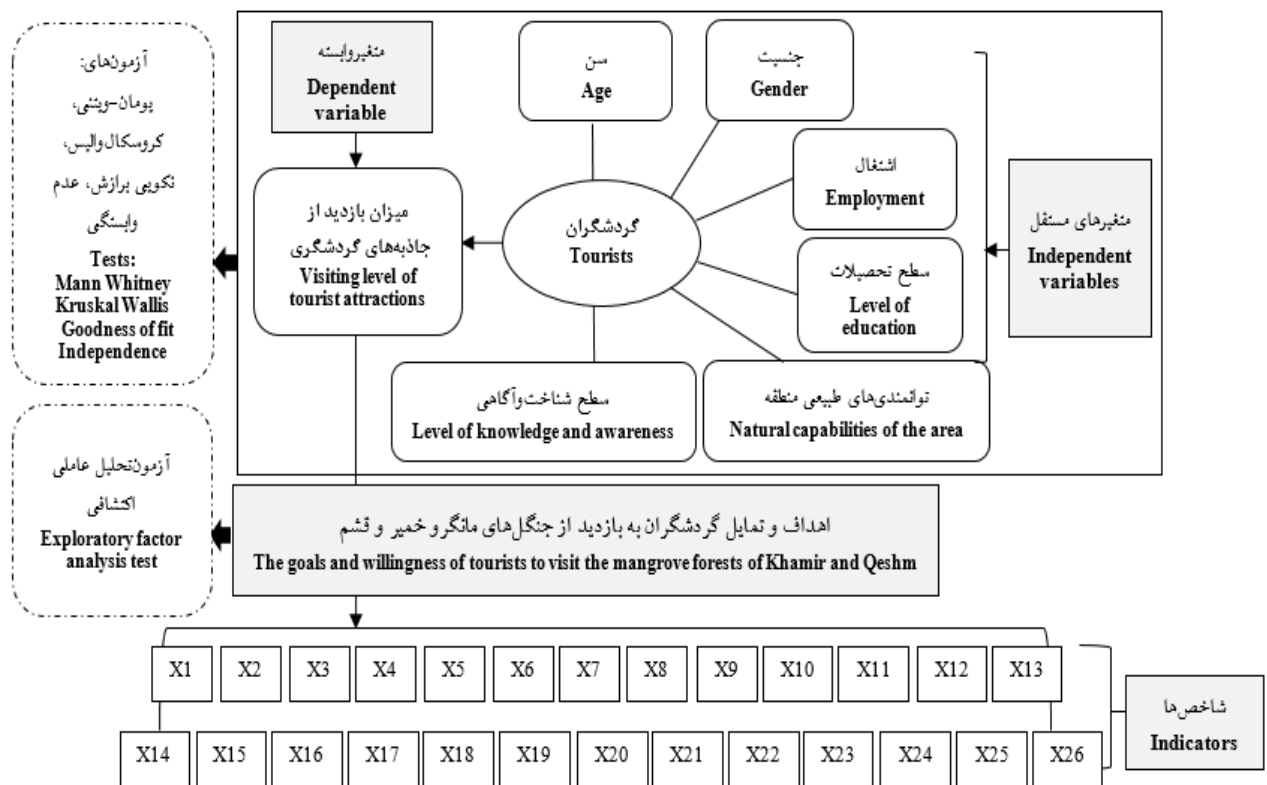 آزمون‌های:
یومان-ویتنی،
کروسکال‌والیس،
نکویی برازش، عدم
وابستگی
Tests:
Mann Whitney
Kruskal Wallis
Goodness of fit
Independence
متغیروابسته
Dependent
variable
سن
Age
جنسیت
Gender
اشتغال
Employment
میزان بازدید از
جاذبه‌های گردشگری
Visiting level of
tourist attractions
گردشگران
Tourists
سطح تحصیلات
Level of
education
متغیرهای مستقل
Independent
variables
سطح شناخت‌وآگاهی
Level of knowledge and awareness
توانمندی‌های طبیعی منطقه
Natural capabilities of the area
آزمون‌تحلیل عاملی
اکتشافی
Exploratory factor
analysis test
اهداف و تمایل گردشگران به بازدید از جنگل‌های مانگرو خمیر و قشم
The goals and willingness of tourists to visit the mangrove forests of Khamir and Qeshm
X1 X2 X3 X4 X5 X6 X7 X8 X9 X10 X11 X12 X13
X14 X15 X16 X17 X18 X19 X20 X21 X22 X23 X24 X25 X26
شاخص‌ها
Indicators